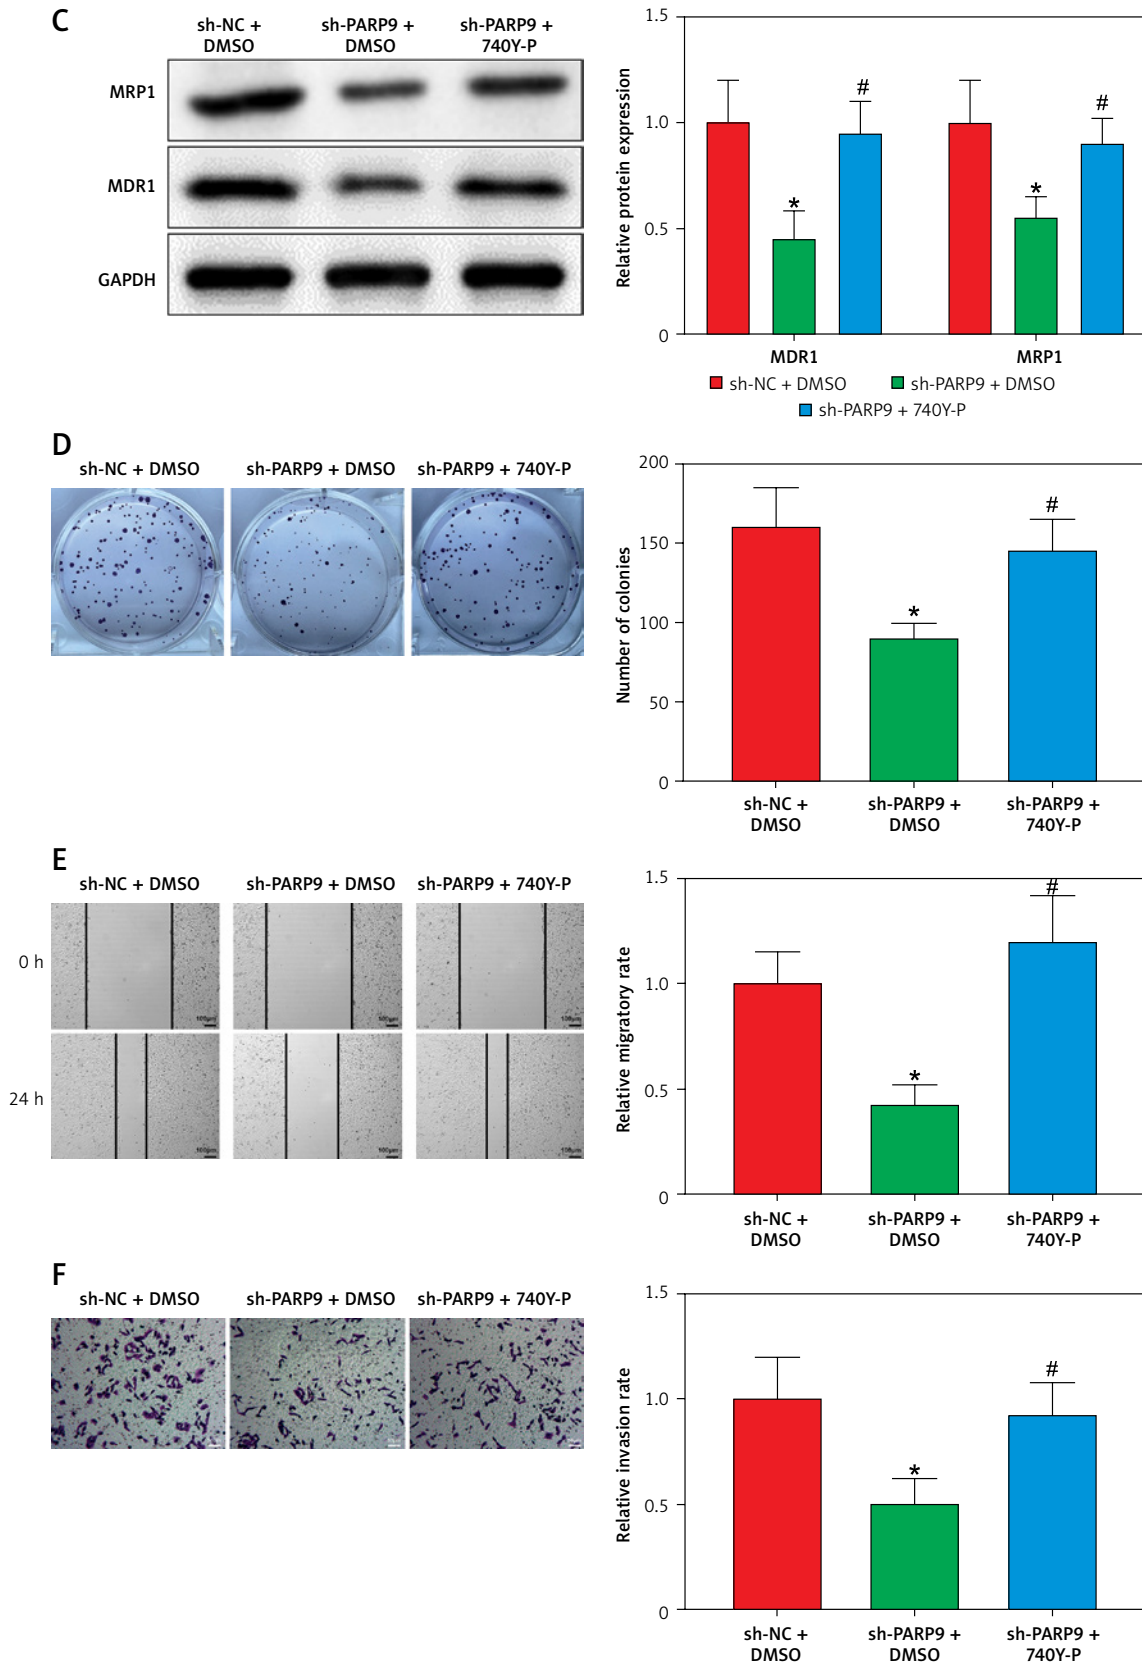 C
sh-NC +
DMSO
sh-PARP9 +
DMSO
sh-PARP9 +
740Y-P
MRP1
MDR1
GAPDH
Relative protein expression
1.5
1.0
0.5
0
#
*
#
*
MDR1
MRP1
sh-NC + DMSO
sh-PARP9 + DMSO
sh-PARP9 + 740Y-P
D
sh-NC + DMSO
sh-PARP9 + DMSO
sh-PARP9 + 740Y-P
Number of colonies
200
150
100
50
0
*
#
sh-NC +
DMSO
sh-PARP9 +
DMSO
sh-PARP9 +
740Y-P
E
sh-NC + DMSO
sh-PARP9 + DMSO
sh-PARP9 + 740Y-P
0 h
100μm
100μm
100μm
24 h
100μm
100μm
100μm
Relative migratory rate
1.5
1.0
0.5
0
*
#
sh-NC +
DMSO
sh-PARP9 +
DMSO
sh-PARP9 +
740Y-P
F
sh-NC + DMSO
sh-PARP9 + DMSO
sh-PARP9 + 740Y-P
Relative invasion rate
1.5
1.0
0.5
0
*
#
sh-NC +
DMSO
sh-PARP9 +
DMSO
sh-PARP9 +
740Y-P